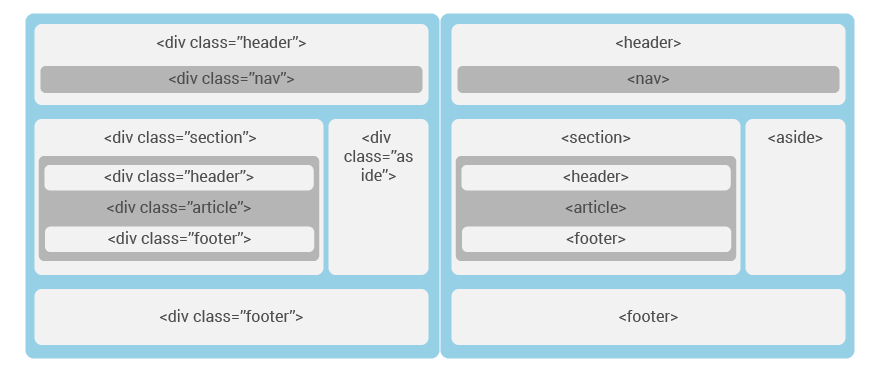 <div class=”header”>
<div class=”nav”>
<div class=”section”>
<div class=”header”>
<div class=”article”>
<div class=”footer”>
<div
class=”as
ide”>
<div class=”footer”>
<header>
<nav>
<section>
<header>
<article>
<footer>
<aside>
<footer>